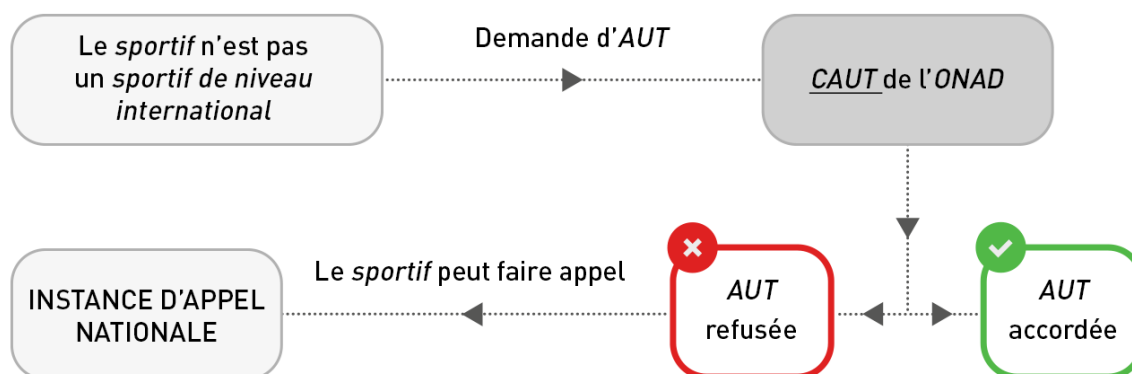 Le sportif n'est pas
un sportif de niveau
international
Demande d'AUT
CAUT de l'ONAD
INSTANCE D'APPEL
NATIONALE
Le sportif peut faire appel
AUT
refusée
AUT
accordée